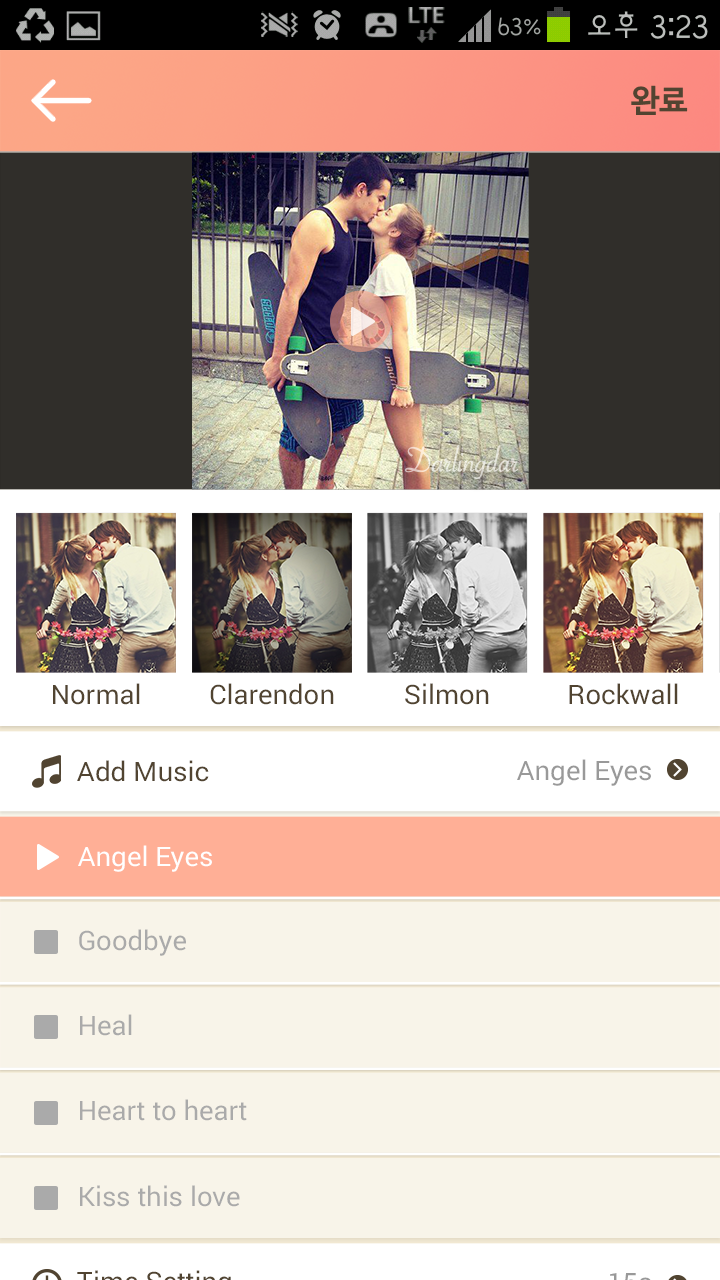 LTE
63% 오후 3:23
완료
Darlingdar
Normal Clarendon Silmon Rockwall
Add Music Angel Eyes
Angel Eyes
Goodbye
Heal
Heart to heart
Kiss this love
Time Setting 15s